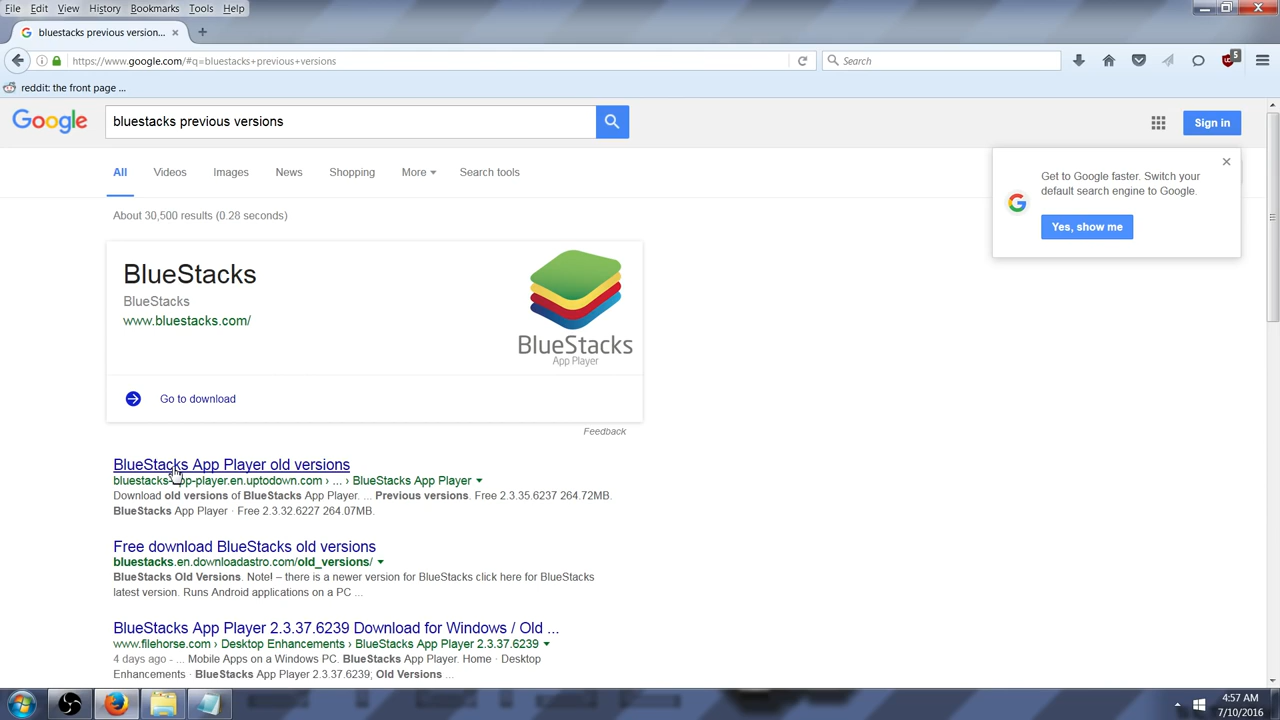 File Edit View History Bookmarks Tools Help
bluestacks previous version...
https://www.google.com/#q=bluestacks+previous+versions
Search
5
reddit: the front page ...
Google
bluestacks previous versions
Sign in
All Videos Images News Shopping More Search tools
Get to Google faster. Switch your
default search engine to Google.
Yes, show me
About 30,500 results (0.28 seconds)
BlueStacks
BlueStacks
www.bluestacks.com/
BlueStacks
App Player
Go to download
Feedback
BlueStacks App Player old versions
bluestacks-app-player.en.uptodown.com › ... › BlueStacks App Player
Download old versions of BlueStacks App Player. ... Previous versions. Free 2.3.35.6237 264.72MB.
BlueStacks App Player · Free 2.3.32.6227 264.07MB.
Free download BlueStacks old versions
bluestacks.en.downloadastro.com/old_versions/
BlueStacks Old Versions. Note! – there is a newer version for BlueStacks click here for BlueStacks
latest version. Runs Android applications on a PC ...
BlueStacks App Player 2.3.37.6239 Download for Windows / Old ...
www.filehorse.com › Desktop Enhancements › BlueStacks App Player 2.3.37.6239
4 days ago - ... Mobile Apps on a Windows PC. BlueStacks App Player. Home · Desktop
Enhancements · BlueStacks App Player 2.3.37.6239; Old Versions ...
4:57 AM
7/10/2016